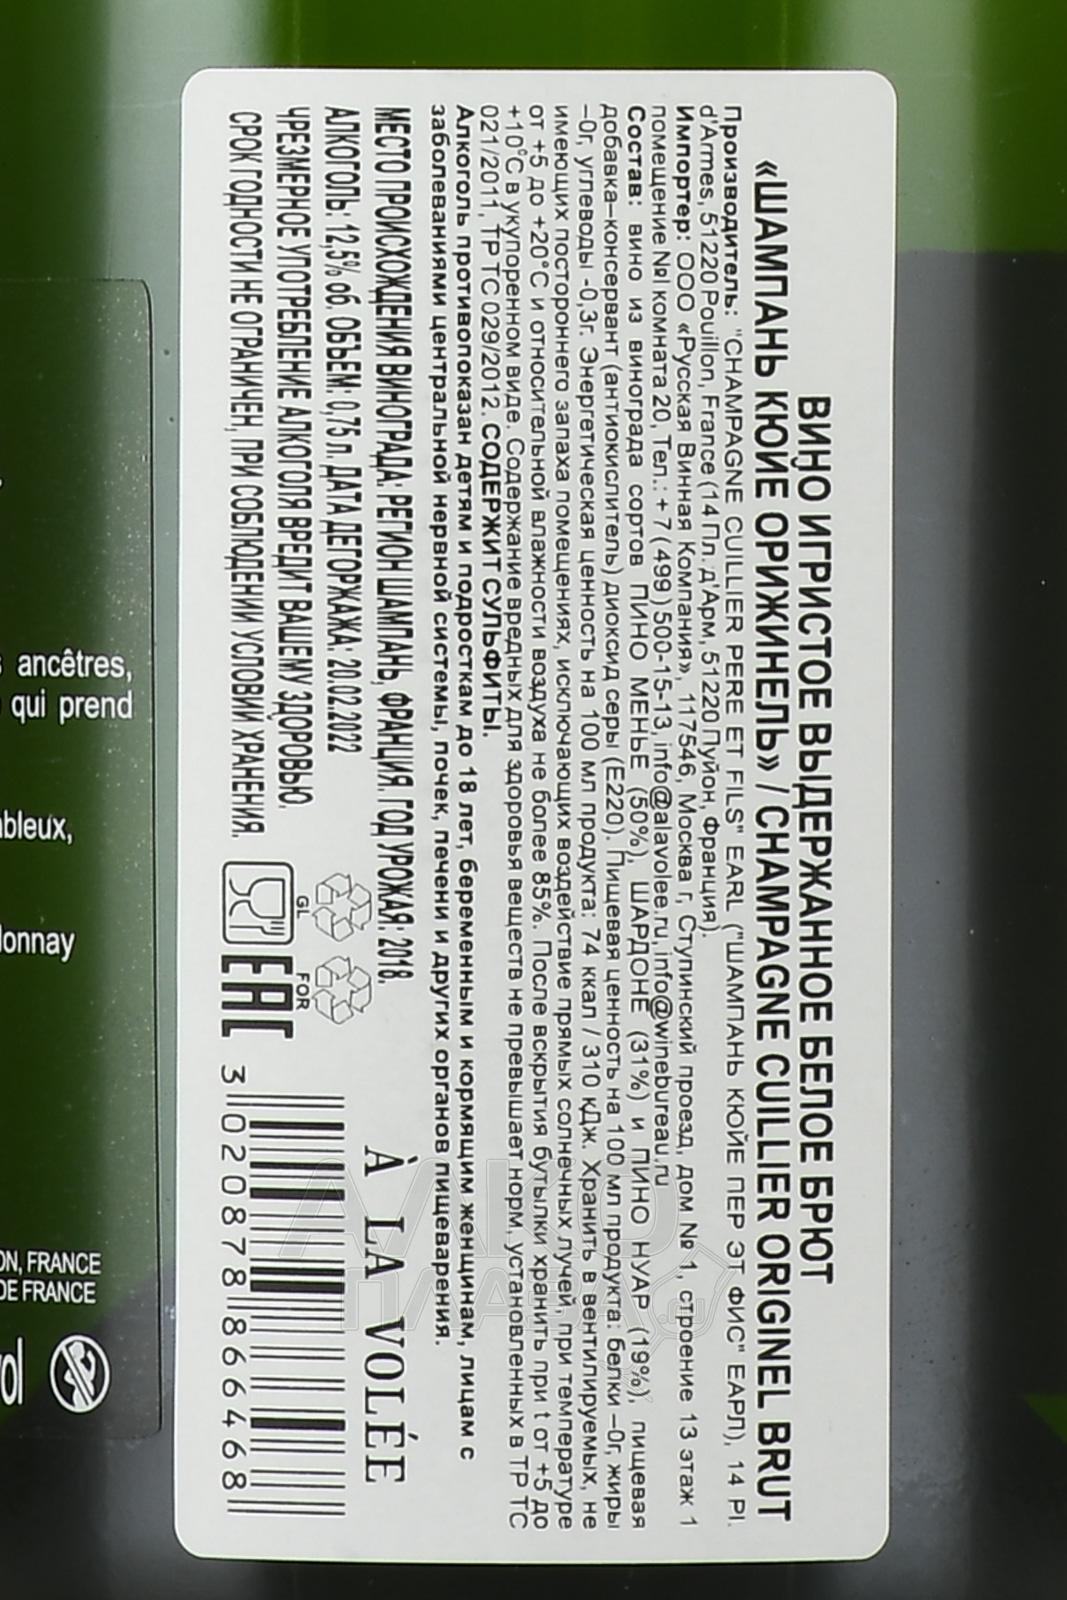 ВИНО ИГРИСТОЕ ВЫДЕРЖАННОЕ БЕЛОЕ БРЮТ
«ШАМПАНЬ КЮИЕ ОРИЖИНЕЛЬ» / CHAMPAGNE CUILLIER ORIGINEL BRUT
Производитель: "CHAMPAGNE CUILLIER PERE ET FILS" EARL ("ШАМПАНЬ КЮЙЕ ПЕР ЭТ ФИС" ЕАРЛ), 14 Pl.
d'Armes, 51220 Pouillon, France (14 Пл. д'Арм, 51220 Пуйон, Франция).
Импортер: ООО «Русская Винная Компания», 117546, Москва г, Ступинский проезд, дом № 1, строение 13 этаж 1
помещение №I комната 20, Тел.: +7(499)500-15-13, info@alavolee.ru, info@winebureau.ru
Состав: вино из винограда сортов ПИНО МЕНЬЕ (50%), ШАРДОНЕ (31%) и ПИНО НУАР (19%), пищевая
добавка–консервант (антиокислитель) диоксид серы (Е220). Пищевая ценность на 100 мл продукта: белки –0г, жиры
–0г, углеводы -0,3г. Энергетическая ценность на 100 мл продукта: 74 ккал / 310 кДж. Хранить в вентилируемых, не
имеющих постороннего запаха помещениях, исключающих воздействие прямых солнечных лучей, при температуре
от +5 до +20°С и относительной влажности воздуха не более 85%. После вскрытия бутылки хранить при t от +5 до
+10°С в укупоренном виде. Содержание вредных для здоровья веществ не превышает норм, установленных в ТР ТС
021/2011, ТР ТС 029/2012. СОДЕРЖИТ СУЛЬФИТЫ.
Алкоголь противопоказан детям и подросткам до 18 лет, беременным и кормящим женщинам, лицам с
заболеваниями центральной нервной системы, почек, печени и других органов пищеварения.
МЕСТО ПРОИСХОЖДЕНИЯ ВИНОГРАДА: РЕГИОН ШАМПАНЬ, ФРАНЦИЯ. ГОД УРОЖАЯ: 2018.
АЛКОГОЛЬ: 12,5% об. ОБЪЕМ: 0,75 л. ДАТА ДЕГОРЖАЖА: 20.02.2022
ЧРЕЗМЕРНОЕ УПОТРЕБЛЕНИЕ АЛКОГОЛЯ ВРЕДИТ ВАШЕМУ ЗДОРОВЬЮ.
СРОК ГОДНОСТИ НЕ ОГРАНИЧЕН, ПРИ СОБЛЮДЕНИИ УСЛОВИЙ ХРАНЕНИЯ.
GL
FOR
EAC
À LA VOLÉE
3 020878 866468
ancêtres,
qui prend
ON, FRANCE
DE FRANCE